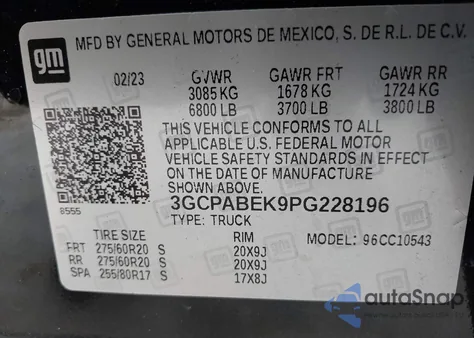 gm MFD BY GENERAL MOTORS DE MEXICO, S. DE R.L. DE C.V.
02/23 GVWR GAWR FRT GAWR RR
3085 KG 1678 KG 1724 KG
6800 LB 3700 LB 3800 LB
THIS VEHICLE CONFORMS TO ALL
APPLICABLE U.S. FEDERAL MOTOR
VEHICLE SAFETY STANDARDS IN EFFECT
ON THE DATE OF MANUFACTURE
SHOWN ABOVE.
8555 3GCPABEK9PG228196
TYPE: TRUCK
TIRE SIZE RIM MODEL: 96CC10543
FRT 275/60R20 S 20X9J
RR 275/60R20 S 20X9J
SPA 255/80R17 S 17X8J
autoSnap